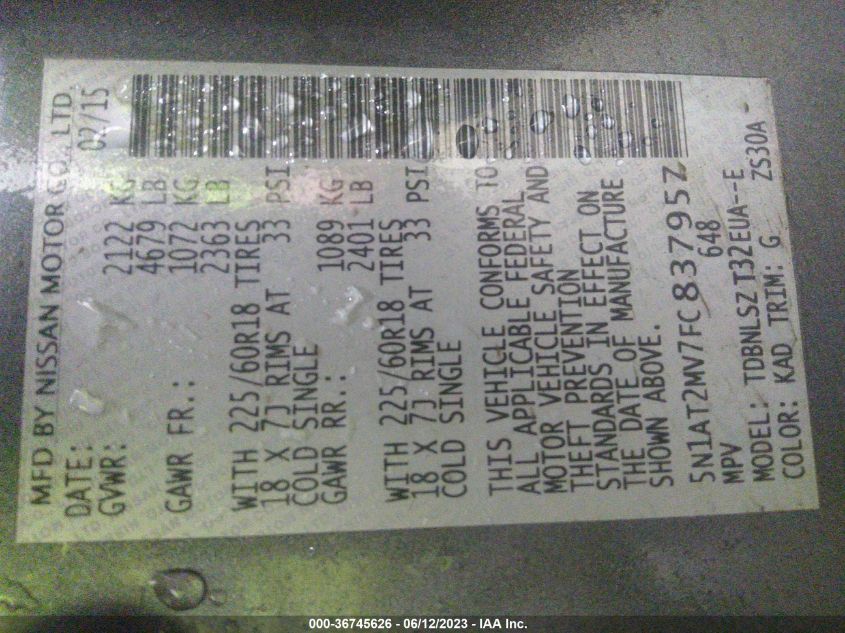 MFD BY NISSAN MOTOR CO., LTD.
DATE: 02/15
GVWR: 2122 KG
4679 LB
GAWR FR.: 1072 KG
2363 LB
WITH 225/60R18 TIRES
18 X 7J RIMS AT 33 PSI
COLD SINGLE
GAWR RR.: 1089 KG
2401 LB
WITH 225/60R18 TIRES
18 X 7J RIMS AT 33 PSI
COLD SINGLE
THIS VEHICLE CONFORMS TO
ALL APPLICABLE FEDERAL
MOTOR VEHICLE SAFETY AND
THEFT PREVENTION
STANDARDS IN EFFECT ON
THE DATE OF MANUFACTURE
SHOWN ABOVE.
5N1AT2MV7FC837957
MPV 648
MODEL: TDBNLSZ T32EUA--E
COLOR: KAD TRIM: G ZS30A
000-36745626 - 06/12/2023 - IAA Inc.